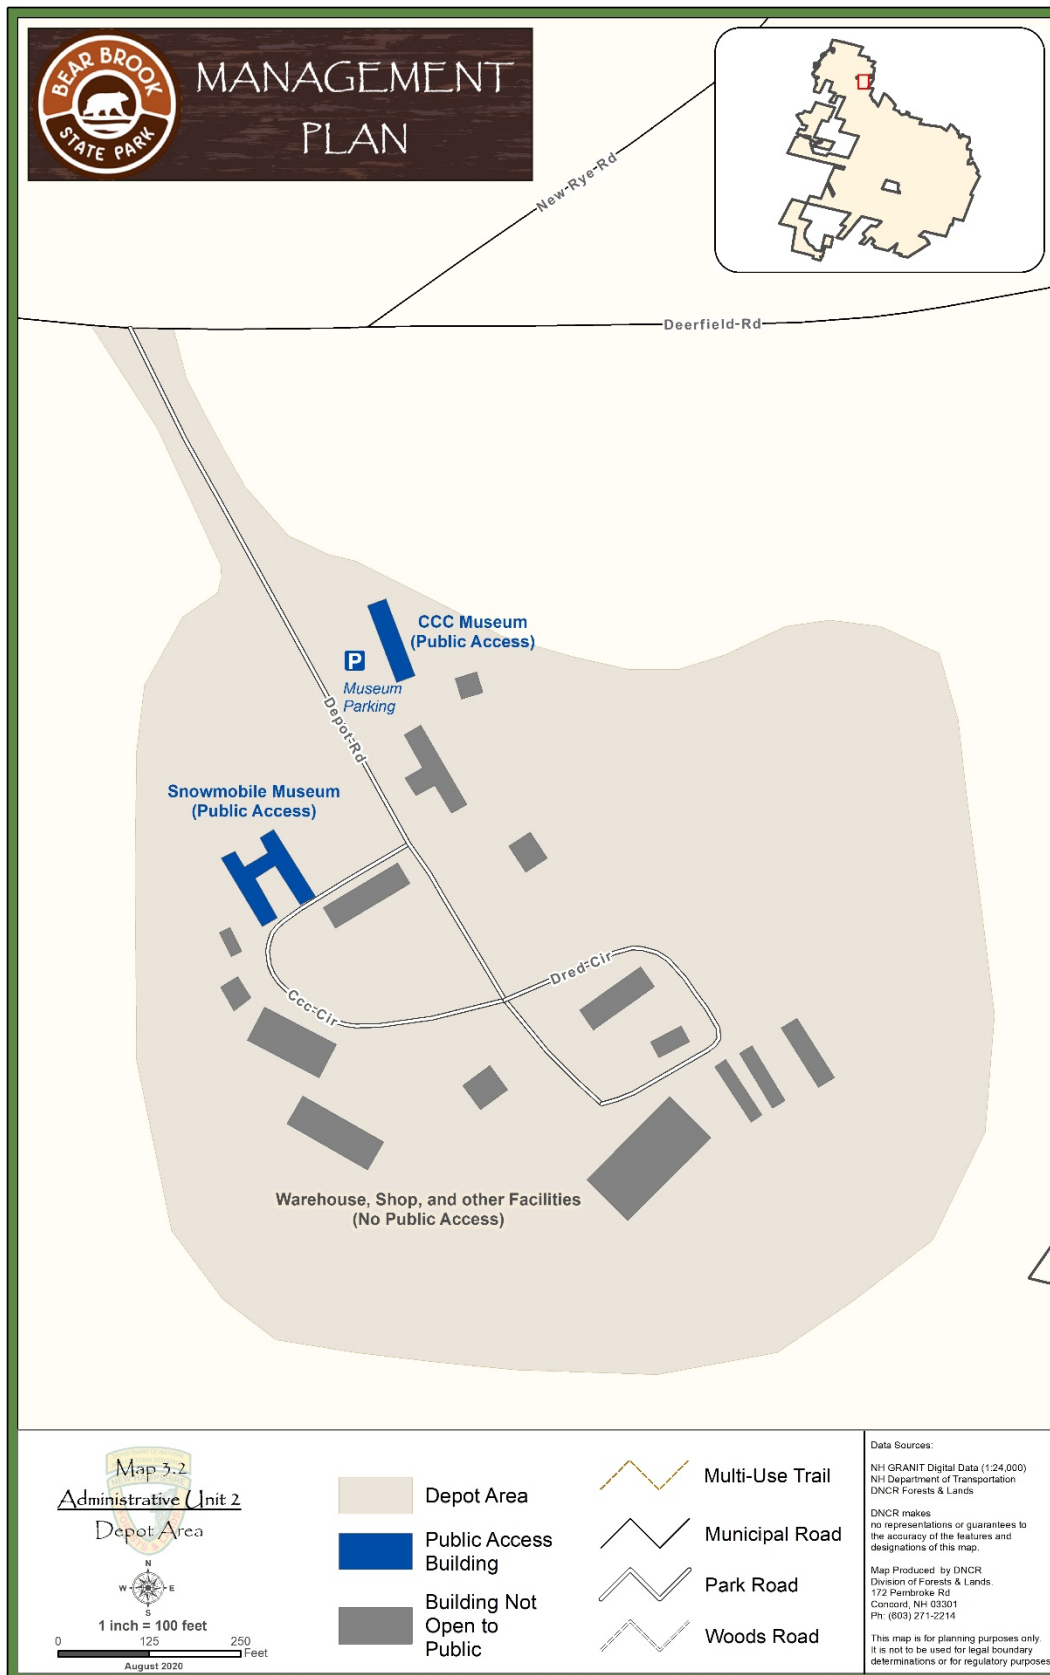 BEAR BROOK
STATE PARK
MANAGEMENT
PLAN
New-Rye-Rd
Deerfield-Rd
CCC Museum
(Public Access)
P
Museum
Parking
Depot-Rd
Snowmobile Museum
(Public Access)
Dred-Cir
Ccc-Cir
Warehouse, Shop, and other Facilities
(No Public Access)
Map 3.2
Administrative Unit 2
Depot Area
N
W E
S
1 inch = 100 feet
0 125 250
Feet
August 2020
Depot Area
Public Access
Building
Building Not
Open to
Public
Multi-Use Trail
Municipal Road
Park Road
Woods Road
Data Sources:
NH GRANIT Digital Data (1:24,000)
NH Department of Transportation
DNCR Forests & Lands
DNCR makes
no representations or guarantees to
the accuracy of the features and
designations of this map.
Map Produced by DNCR
Division of Forests & Lands.
172 Pembroke Rd
Concord, NH 03301
Ph: (603) 271-2214
This map is for planning purposes only.
It is not to be used for legal boundary
determinations or for regulatory purposes